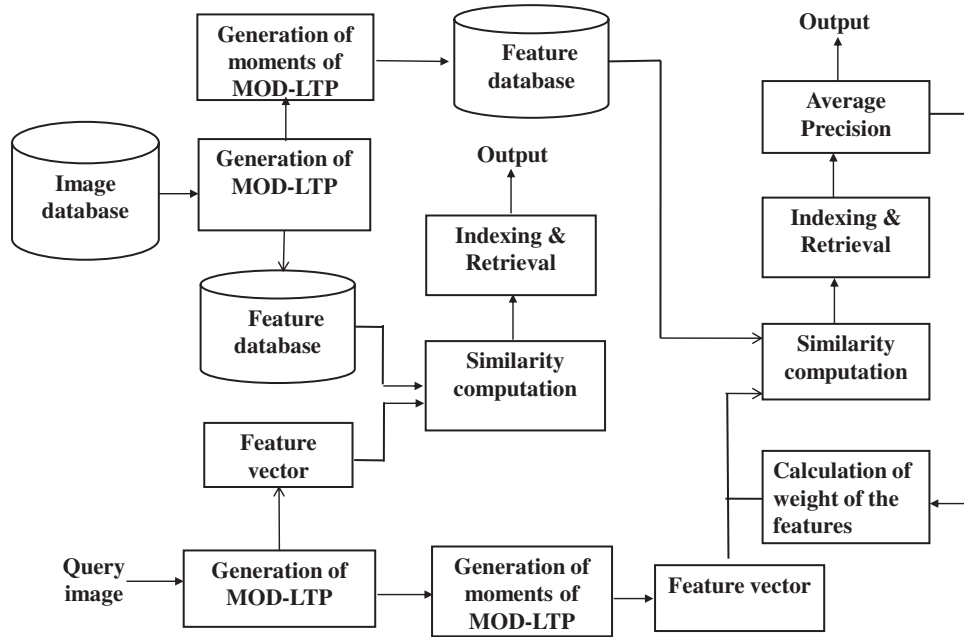 Generation of
moments of
MOD-LTP
Feature
database
Output
Average
Precision
Image
database
Generation of
MOD-LTP
Output
Indexing &
Retrieval
Indexing &
Retrieval
Feature
database
Similarity
computation
Similarity
computation
Feature
vector
Calculation of
weight of the
features
Query
image
Generation of
MOD-LTP
Generation of
moments of
MOD-LTP
Feature vector